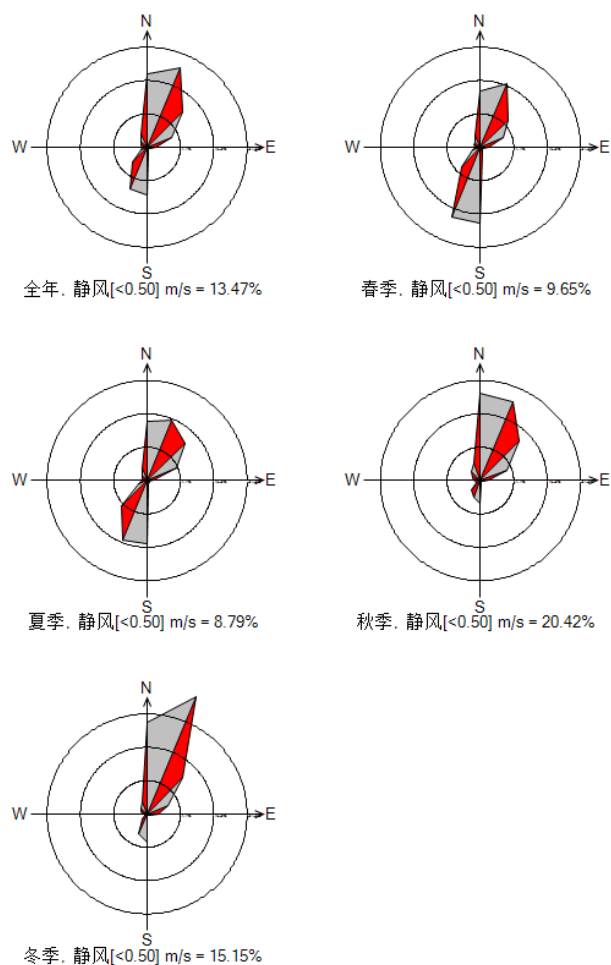 N
N
W
E
W
E
S
S
全年, 静风[<0.50] m/s = 13.47%
春季, 静风[<0.50] m/s = 9.65%
N
N
W
E
W
E
S
S
夏季, 静风[<0.50] m/s = 8.79%
秋季, 静风[<0.50] m/s = 20.42%
N
W
E
S
冬季, 静风[<0.50] m/s = 15.15%